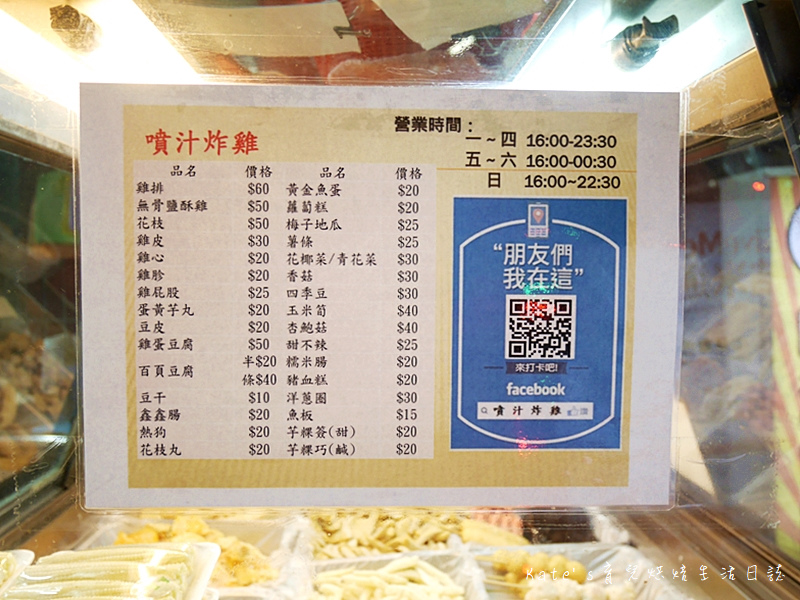 噴汁炸雞
品名 價格
雞排 $60
無骨鹽酥雞 $50
花枝 $50
雞皮 $30
雞心 $20
雞胗 $20
雞屁股 $25
蛋黃芋丸 $20
豆皮 $20
雞蛋豆腐 $50
百頁豆腐 半$20
條$40
豆干 $10
鑫鑫腸 $20
熱狗 $20
花枝丸 $20
品名 價格
黃金魚蛋 $20
蘿蔔糕 $20
梅子地瓜 $25
薯條 $25
花椰菜/青花菜 $30
香菇 $30
四季豆 $30
玉米筍 $40
杏鮑菇 $40
甜不辣 $25
糯米腸 $20
豬血糕 $20
洋蔥圈 $30
魚板 $15
芋粿簽(甜) $20
芋粿巧(鹹) $20
營業時間：
一~四 16:00-23:30
五~六 16:00-00:30
日 16:00~22:30
“朋友們
我在這”
來打卡吧!
facebook
噴汁炸雞
Kate's育兒烘焙生活日誌